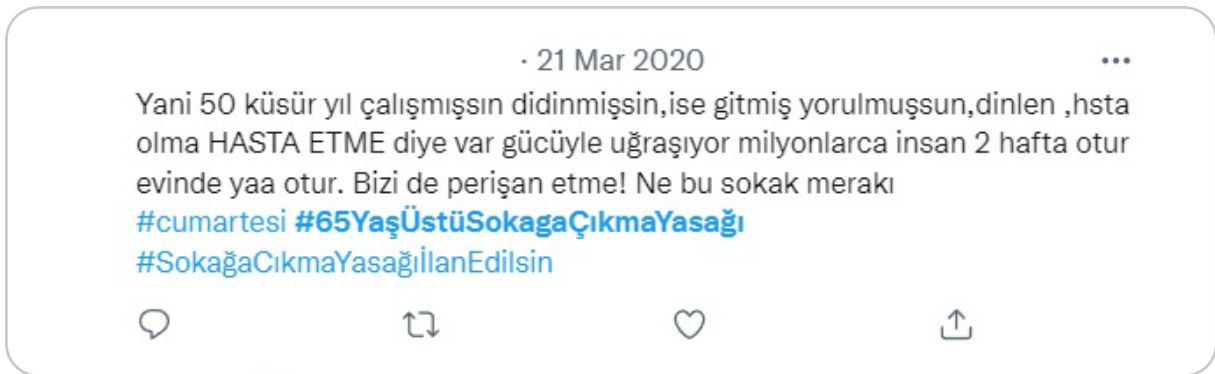 · 21 Mar 2020
Yani 50 küsür yıl çalışmışsın didinmişsin,ise gitmiş yorulmuşsun,dinlen ,hsta
olma HASTA ETME diye var gücüyle uğraşıyor milyonlarca insan 2 hafta otur
evinde yaa otur. Bizi de perişan etme! Ne bu sokak merakı
#cumartesi #65YaşÜstüSokagaÇıkmaYasağı
#SokağaCıkmaYasağıİlanEdilsin